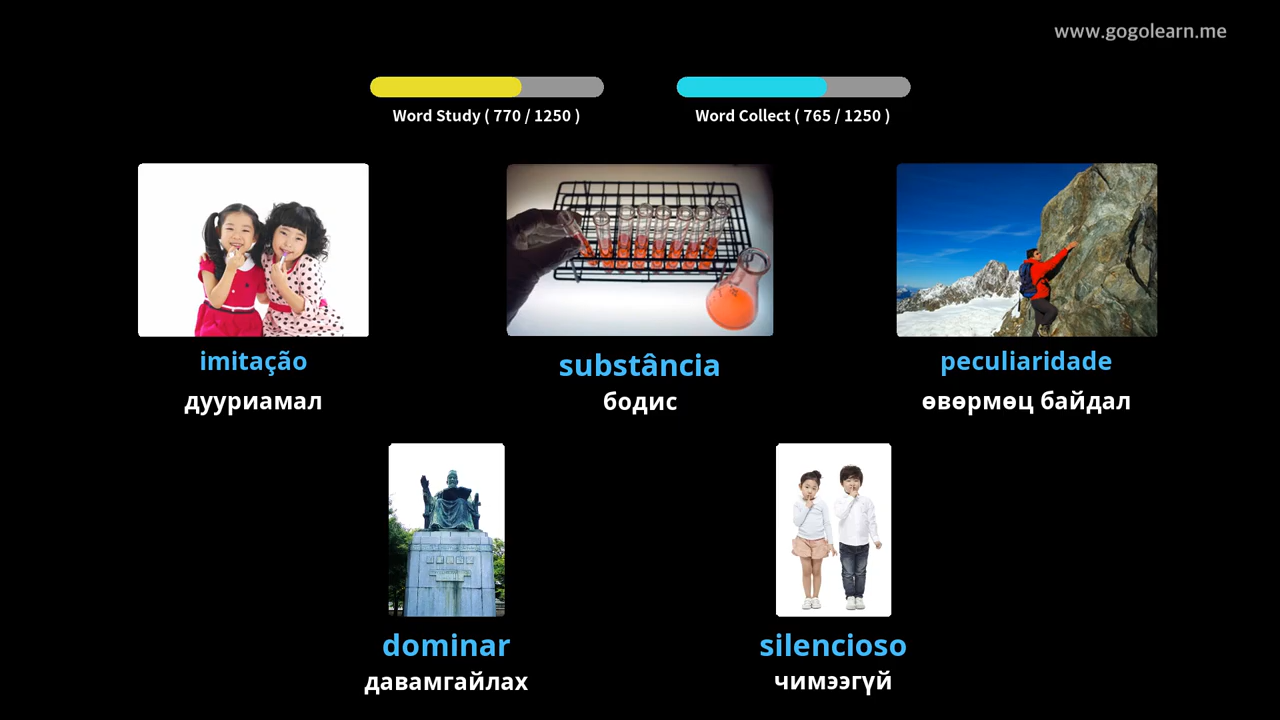 www.gogolearn.me
Word Study ( 770 / 1250 )
Word Collect ( 765 / 1250 )
imitação
substância
peculiaridade
дууриамал
бодис
өвөрмөц байдал
dominar
silencioso
давамгайлах
чимээгүй